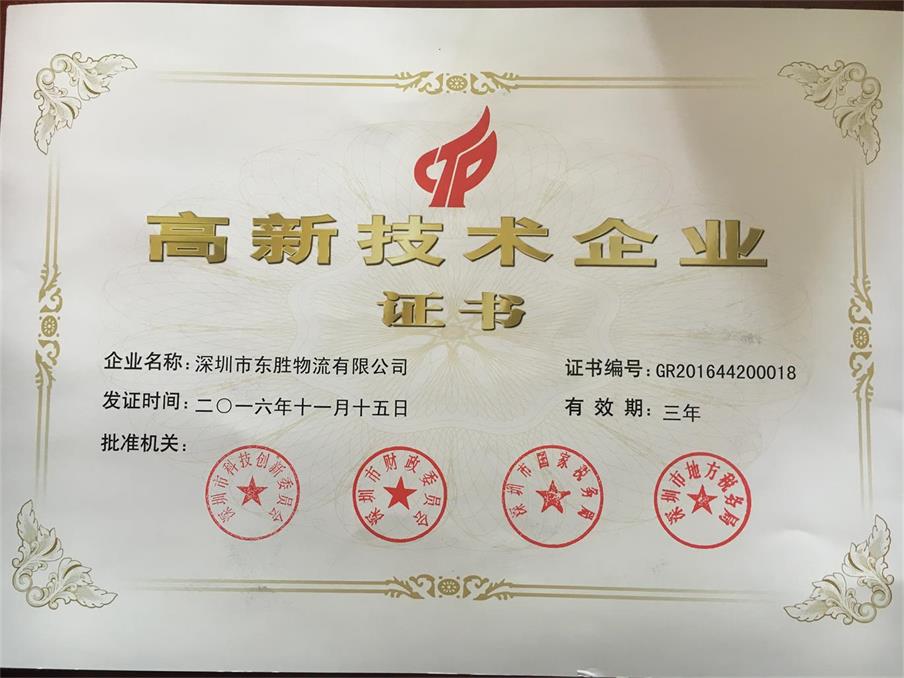 CTP
高新技术企业
证书
企业名称：深圳市东胜物流有限公司
证书编号：GR201644200018
发证时间：二〇一六年十一月十五日
有效期：三年
批准机关：
深圳市科技创新委员会
深圳市财政委员会
深圳市国家税务局
深圳市地方税务局